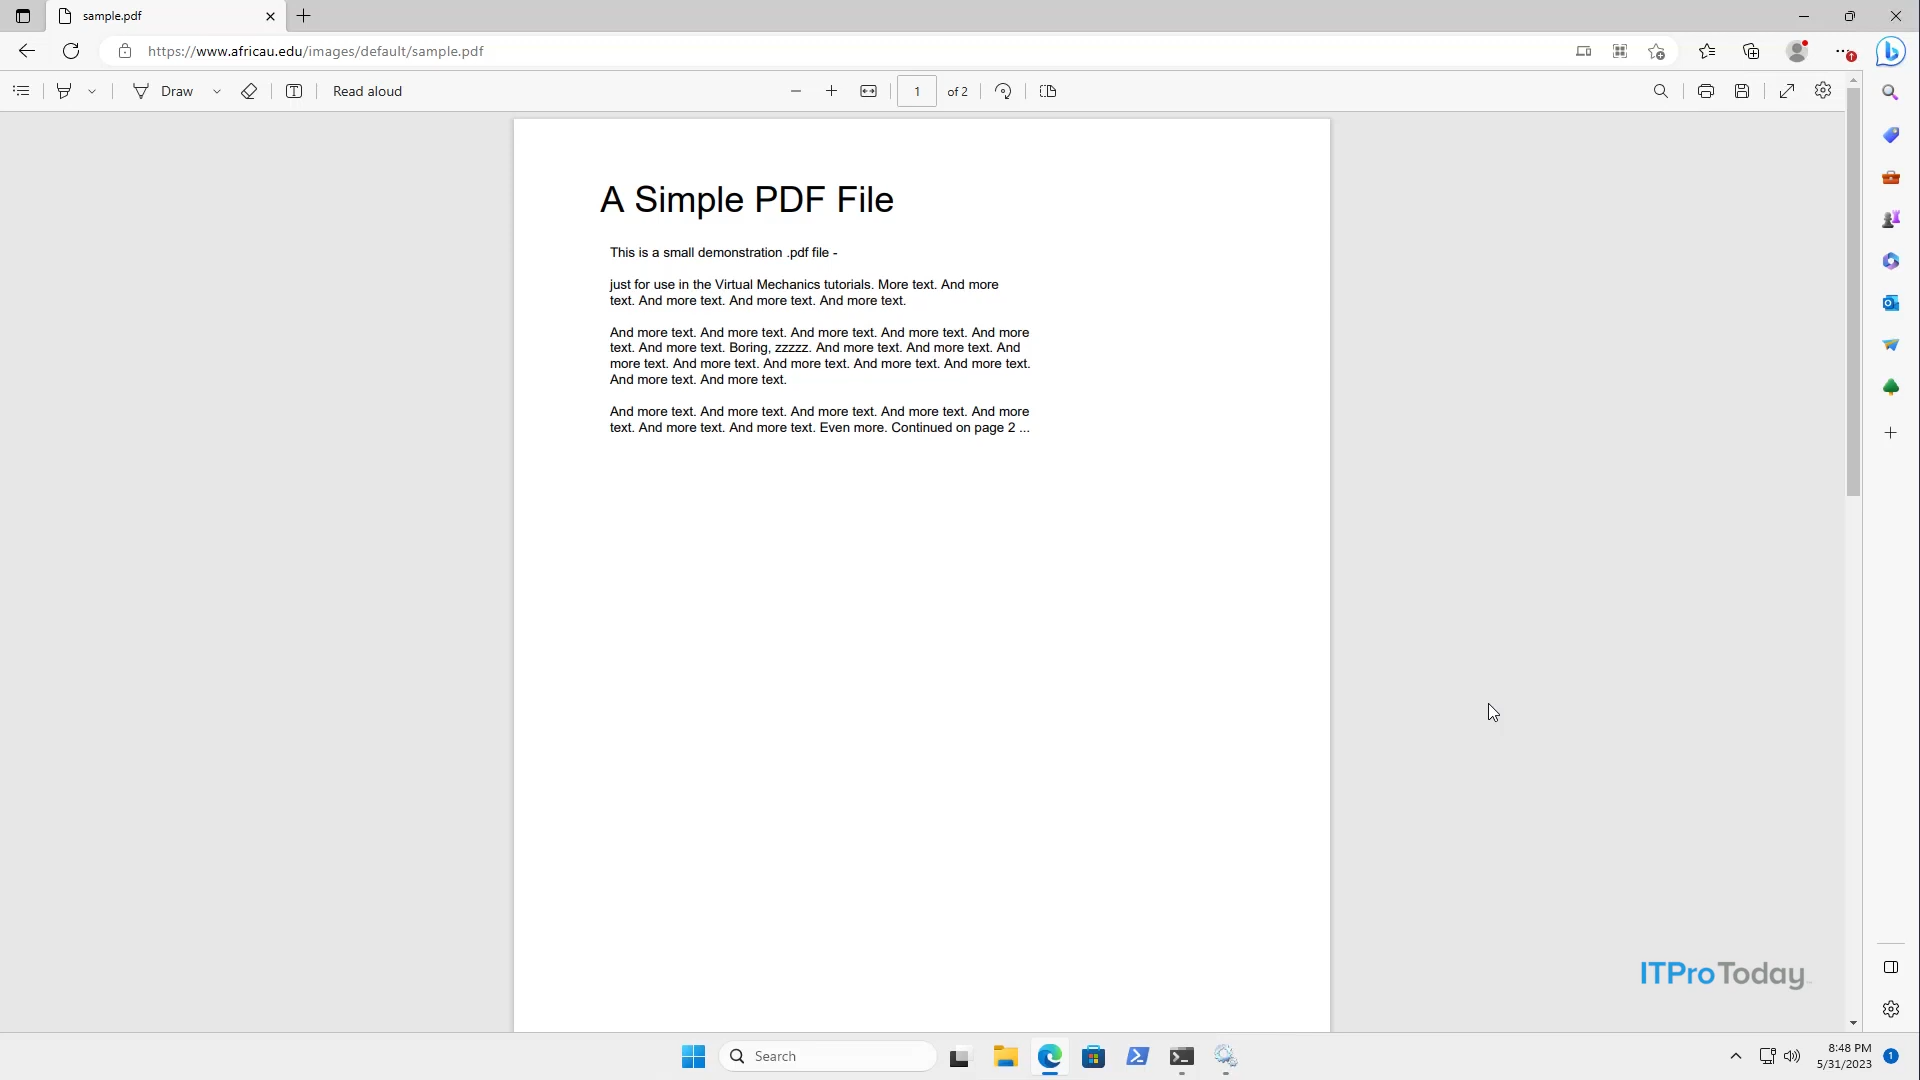 sample.pdf
https://www.africau.edu/images/default/sample.pdf
Draw
Read aloud
1
of 2
A Simple PDF File
This is a small demonstration .pdf file -
just for use in the Virtual Mechanics tutorials. More text. And more
text. And more text. And more text. And more text.
And more text. And more text. And more text. And more text. And more
text. And more text. Boring, zzzzz. And more text. And more text. And
more text. And more text. And more text. And more text. And more text.
And more text. And more text.
And more text. And more text. And more text. And more text. And more
text. And more text. And more text. Even more. Continued on page 2 ...
ITProToday
Search
8:48 PM
5/31/2023
1